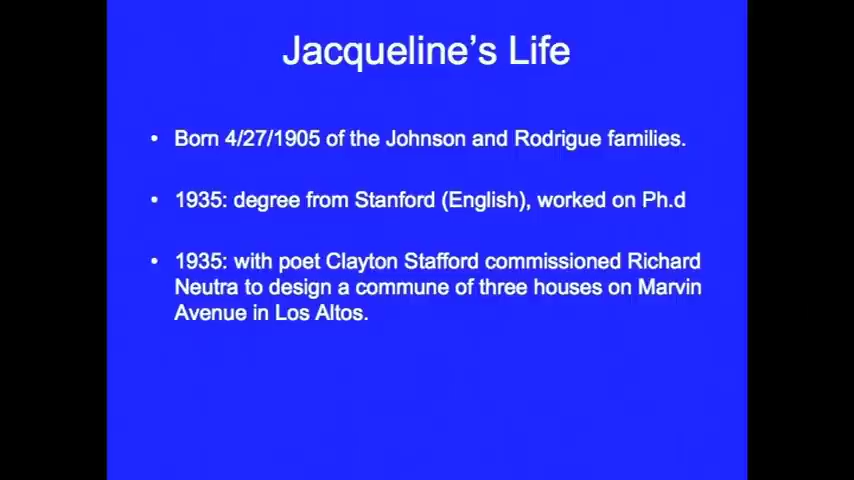 Jacqueline's Life
• Born 4/27/1905 of the Johnson and Rodrigue families.
• 1935: degree from Stanford (English), worked on Ph.d
• 1935: with poet Clayton Stafford commissioned Richard
Neutra to design a commune of three houses on Marvin
Avenue in Los Altos.